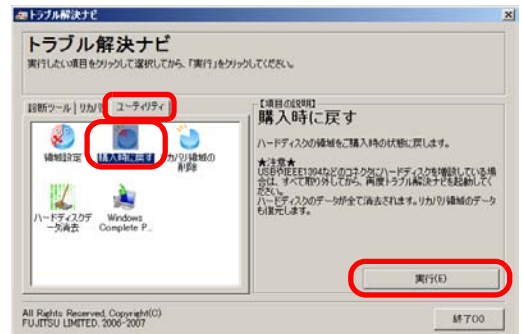 トラブル解決ナビ
トラブル解決ナビ
実行したい項目をクリックして選択してから、「実行」をクリックしてください。
診断ツール
リカバリ
ユーティリティ
領域設定
購入時に戻す
リカバリ領域の
削除
ハードディスクデ
ータ消去
Windows
Complete P...
【項目の説明】
購入時に戻す
ハードディスクの領域をご購入時の状態に戻します。
★注意★
USBやIEEE1394などのコネクタにハードディスクを増設している場
合は、すべて取り外してから、再度トラブル解決ナビを起動してく
ださい。
ハードディスクのデータが全て消去されます。リカバリ領域のデータ
も復元します。
実行(E)
All Rights Reserved, Copyright(C)
FUJITSU LIMITED. 2006-2007
終了(X)